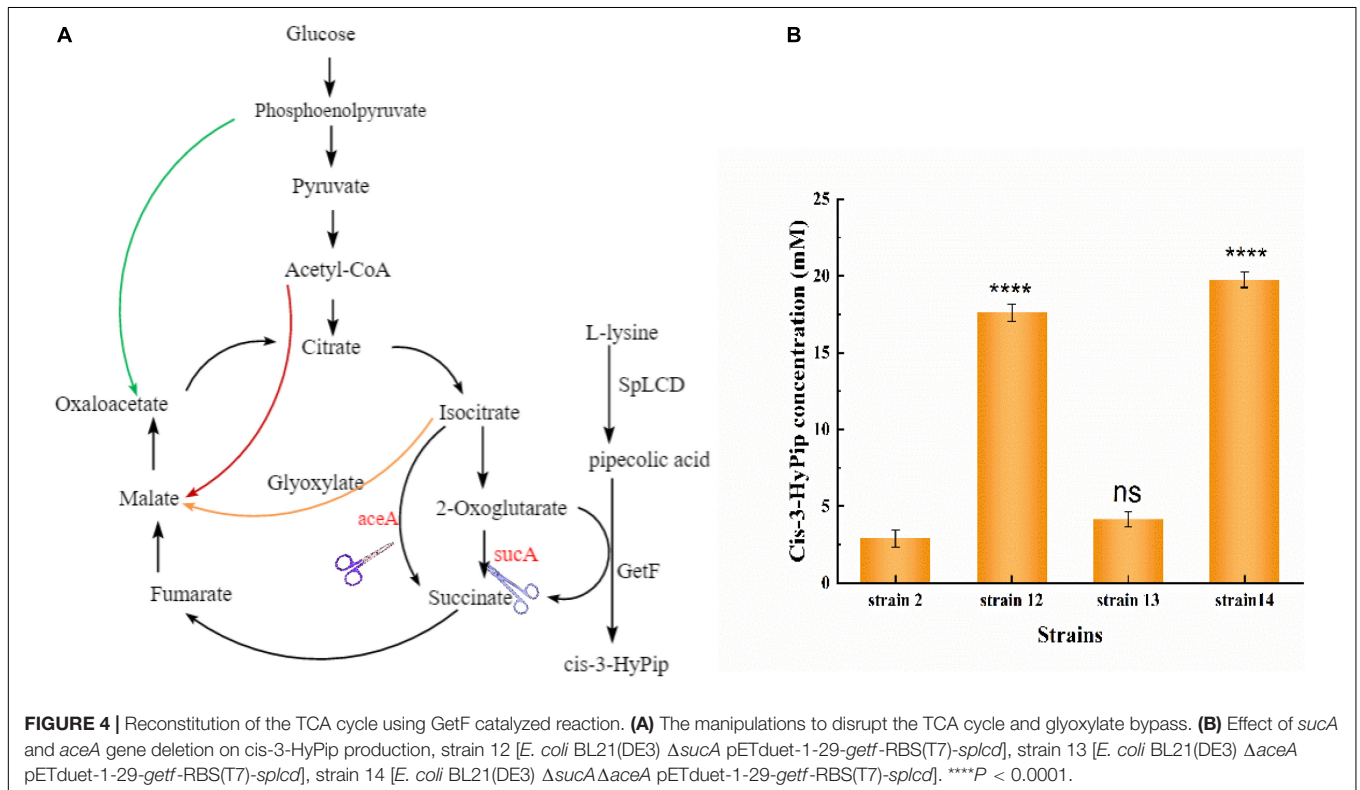 A
Glucose
Phosphoenolpyruvate
Pyruvate
Acetyl-CoA
Citrate
Oxaloacetate
Isocitrate
Glyoxylate
Malate
2-Oxoglutarate
aceA
sucA
Fumarate
Succinate
L-lysine
SpLCD
pipecolic acid
GetF
cis-3-HyPip
B
Cis-3-HyPip concentration (mM)
25
20
15
10
5
0
****
ns
****
strain 2 strain 12 strain 13 strain14
Strains
FIGURE 4 | Reconstitution of the TCA cycle using GetF catalyzed reaction. (A) The manipulations to disrupt the TCA cycle and glyoxylate bypass. (B) Effect of sucA
and aceA gene deletion on cis-3-HyPip production, strain 12 [E. coli BL21(DE3) ΔsucA pETduet-1-29-getf-RBS(T7)-splcd], strain 13 [E. coli BL21(DE3) ΔaceA
pETduet-1-29-getf-RBS(T7)-splcd], strain 14 [E. coli BL21(DE3) ΔsucAΔaceA pETduet-1-29-getf-RBS(T7)-splcd]. ****P < 0.0001.